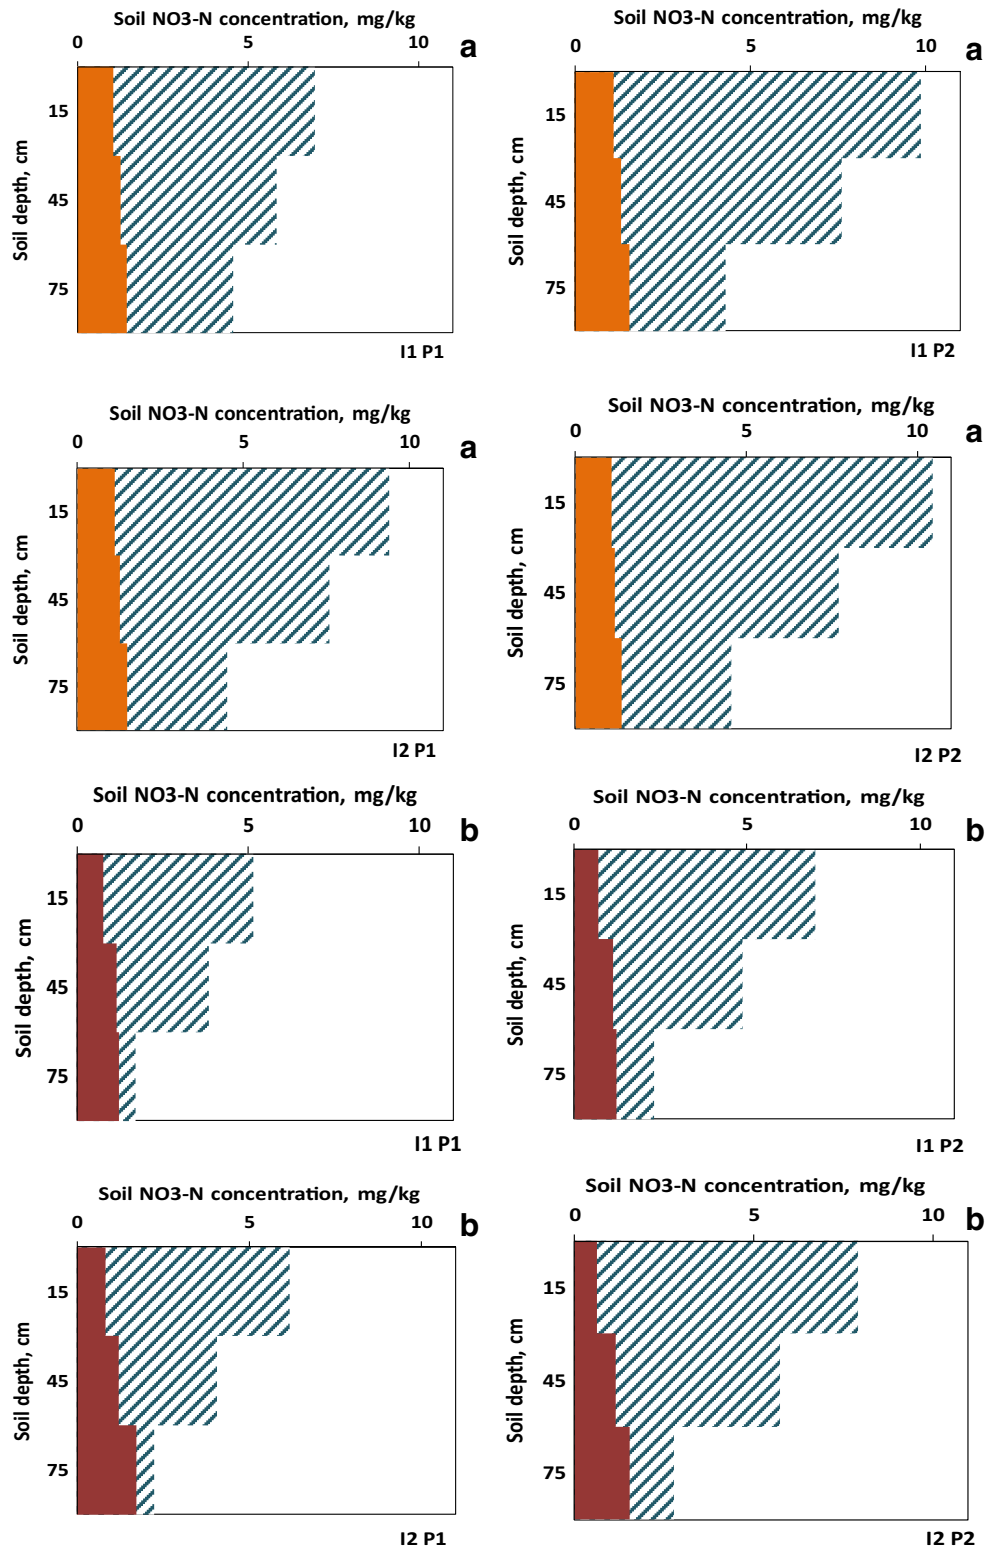 Soil NO3-N concentration, mg/kg
0 5 10
a
Soil depth, cm
15
45
75
I1 P1
Soil NO3-N concentration, mg/kg
0 5 10
a
Soil depth, cm
15
45
75
I1 P2
Soil NO3-N concentration, mg/kg
0 5 10
a
Soil depth, cm
15
45
75
I2 P1
Soil NO3-N concentration, mg/kg
0 5 10
a
Soil depth, cm
15
45
75
I2 P2
Soil NO3-N concentration, mg/kg
0 5 10
b
Soil depth, cm
15
45
75
I1 P1
Soil NO3-N concentration, mg/kg
0 5 10
b
Soil depth, cm
15
45
75
I1 P2
Soil NO3-N concentration, mg/kg
0 5 10
b
Soil depth, cm
15
45
75
I2 P1
Soil NO3-N concentration, mg/kg
0 5 10
b
Soil depth, cm
15
45
75
I2 P2